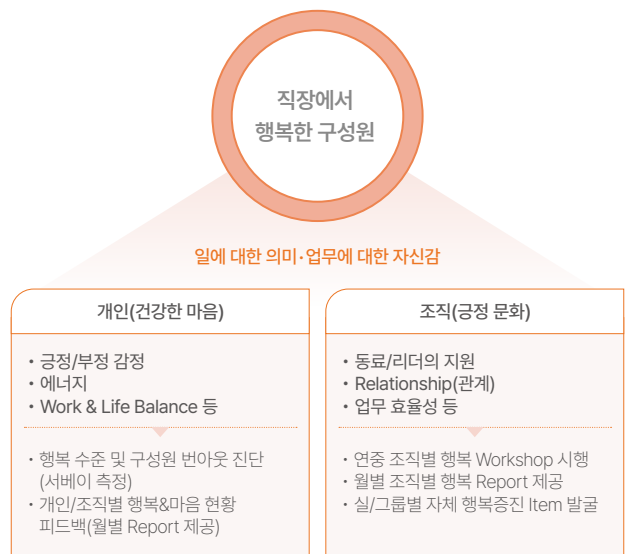 직장에서
행복한 구성원
일에 대한 의미·업무에 대한 자신감
개인(건강한 마음)
• 긍정/부정 감정
• 에너지
• Work & Life Balance 등
• 행복 수준 및 구성원 번아웃 진단
(서베이 측정)
• 개인/조직별 행복&마음 현황
피드백(월별 Report 제공)
조직(긍정 문화)
• 동료/리더의 지원
• Relationship(관계)
• 업무 효율성 등
• 연중 조직별 행복 Workshop 시행
• 월별 조직별 행복 Report 제공
• 실/그룹별 자체 행복증진 Item 발굴